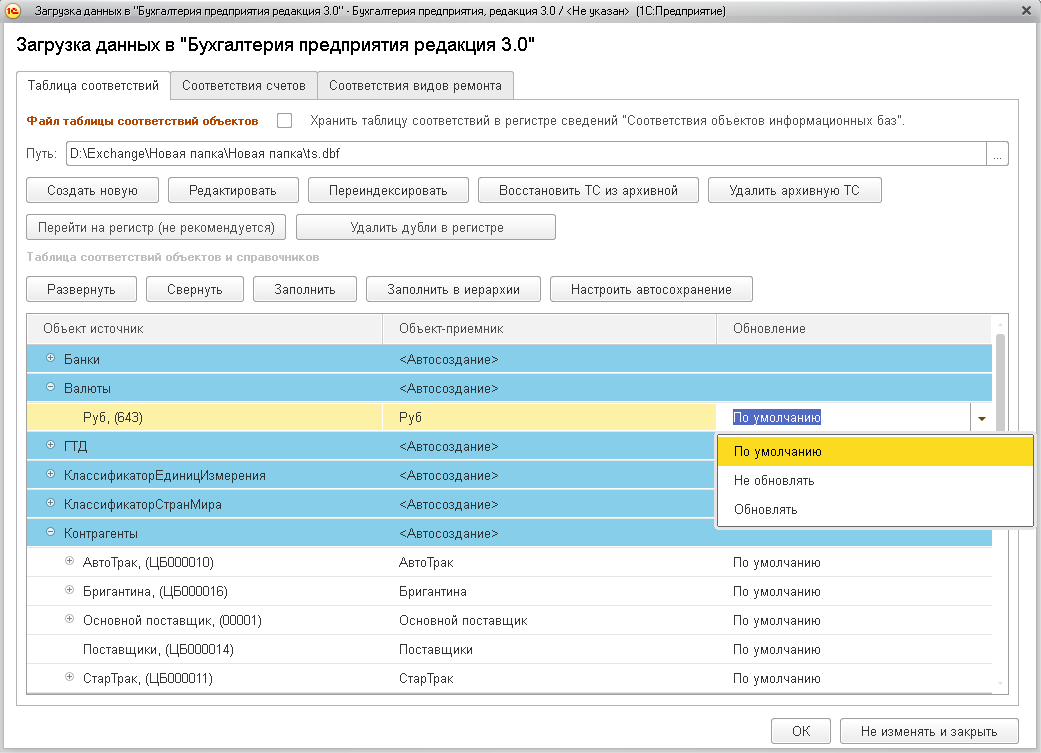 Загрузка данных в "Бухгалтерия предприятия редакция 3.0" - Бухгалтерия предприятия, редакция 3.0 / <Не указан> (1С:Предприятие)
Загрузка данных в "Бухгалтерия предприятия редакция 3.0"
Таблица соответствий Соответствия счетов Соответствия видов ремонта
Файл таблицы соответствий объектов Хранить таблицу соответствий в регистре сведений "Соответствия объектов информационных баз".
Путь: D:\Exchange\Новая папка\Новая папка\ts.dbf ...
Создать новую Редактировать Переиндексировать Восстановить ТС из архивной Удалить архивную ТС
Перейти на регистр (не рекомендуется) Удалить дубли в регистре
Таблица соответствий объектов и справочников
Развернуть Свернуть Заполнить Заполнить в иерархии Настроить автосохранение
Объект источник Объект-приемник Обновление
Банки <Автосоздание>
Валюты <Автосоздание>
Руб, (643) Руб По умолчанию
ГТД <Автосоздание>
По умолчанию
КлассификаторЕдиницИзмерения <Автосоздание>
Не обновлять
КлассификаторСтранМира <Автосоздание>
Обновлять
Контрагенты <Автосоздание>
АвтоТрак, (ЦБ000010) АвтоТрак По умолчанию
Бригантина, (ЦБ000016) Бригантина По умолчанию
Основной поставщик, (00001) Основной поставщик По умолчанию
Поставщики, (ЦБ000014) Поставщики По умолчанию
СтарТрак, (ЦБ000011) СтарТрак По умолчанию
ОК Не изменять и закрыть